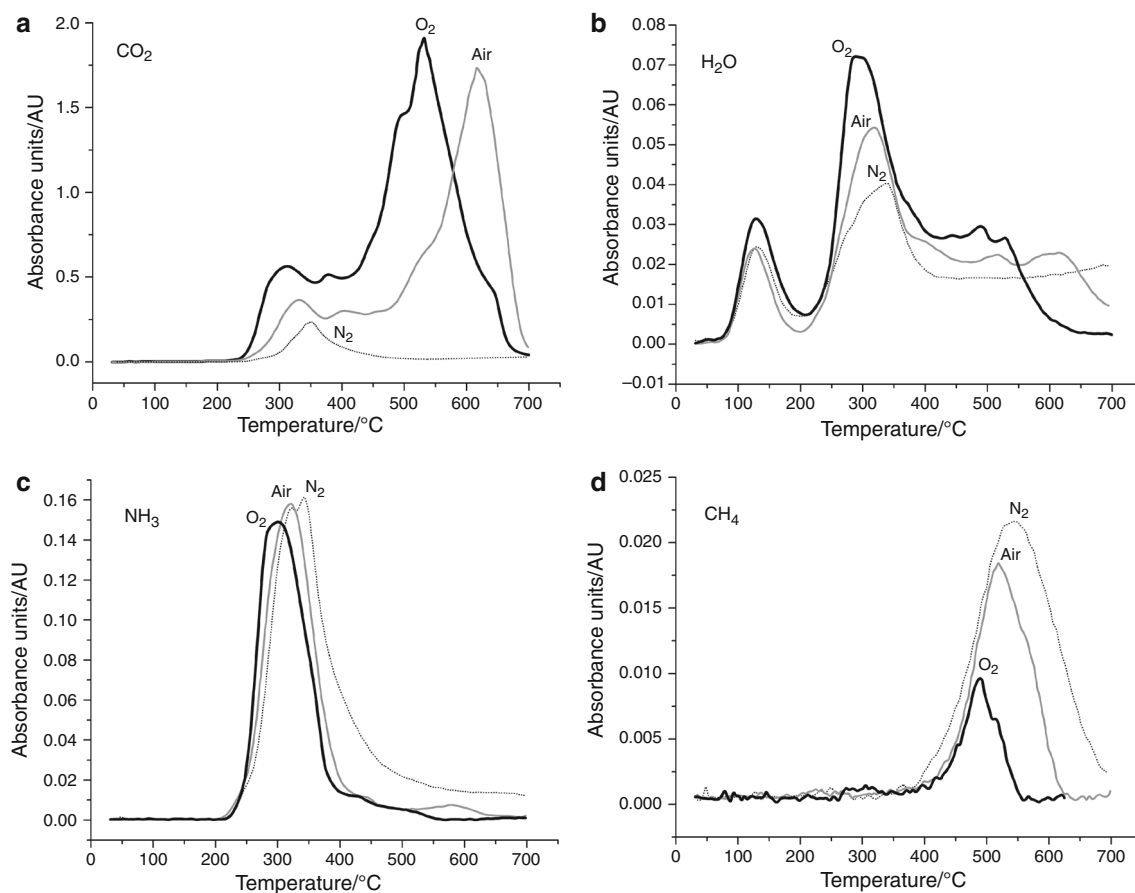 a
CO₂
O₂
Air
N₂
Absorbance units/AU
2.0
1.5
1.0
0.5
0.0
0 100 200 300 400 500 600 700
Temperature/°C
b
H₂O
O₂
Air
N₂
Absorbance units/AU
0.08
0.07
0.06
0.05
0.04
0.03
0.02
0.01
0.00
−0.01
0 100 200 300 400 500 600 700
Temperature/°C
c
NH₃
O₂
Air
N₂
Absorbance units/AU
0.16
0.14
0.12
0.10
0.08
0.06
0.04
0.02
0.00
0 100 200 300 400 500 600 700
Temperature/°C
d
CH₄
N₂
Air
O₂
Absorbance units/AU
0.025
0.020
0.015
0.010
0.005
0.000
0 100 200 300 400 500 600 700
Temperature/°C